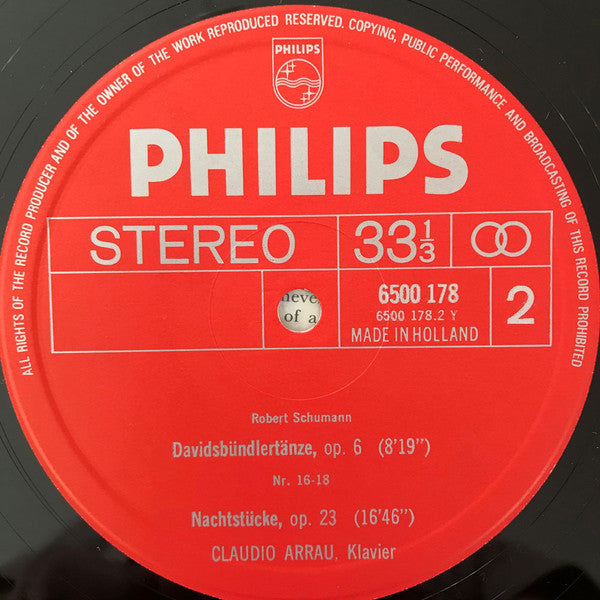 ALL RIGHTS OF THE RECORD PRODUCER AND OF THE OWNER OF THE WORK REPRODUCED RESERVED. COPYING, PUBLIC PERFORMANCE AND BROADCASTING OF THIS RECORD PROHIBITED
PHILIPS
PHILIPS
STEREO 33 1/3
6500 178 2
6500 178.2 Y
MADE IN HOLLAND
of a
Robert Schumann
Davidsbündlertänze, op. 6 (8'19")
Nr. 16-18
Nachtstücke, op. 23 (16'46")
CLAUDIO ARRAU, Klavier